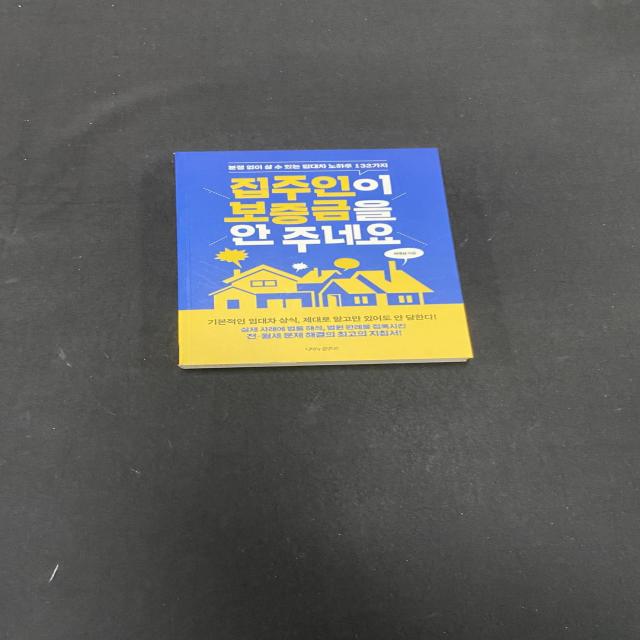 분쟁 없이 살 수 있는 임대차 노하우 132가지
집주인이
보증금을
안 주네요
지음
기본적인 임대차 상식, 제대로 알고만 있어도 안 당한다!
실제 사례에 법률 해석, 법원 판례를 접목시킨
전·월세 문제 해결의 최고의 지침서!